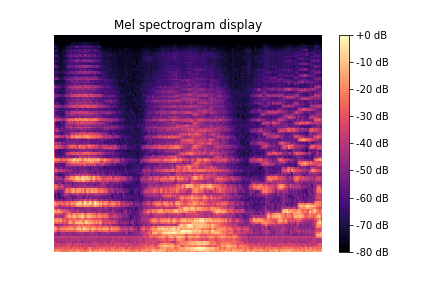 Mel spectrogram display
+0 dB
-10 dB
-20 dB
-30 dB
-40 dB
-50 dB
-60 dB
-70 dB
-80 dB